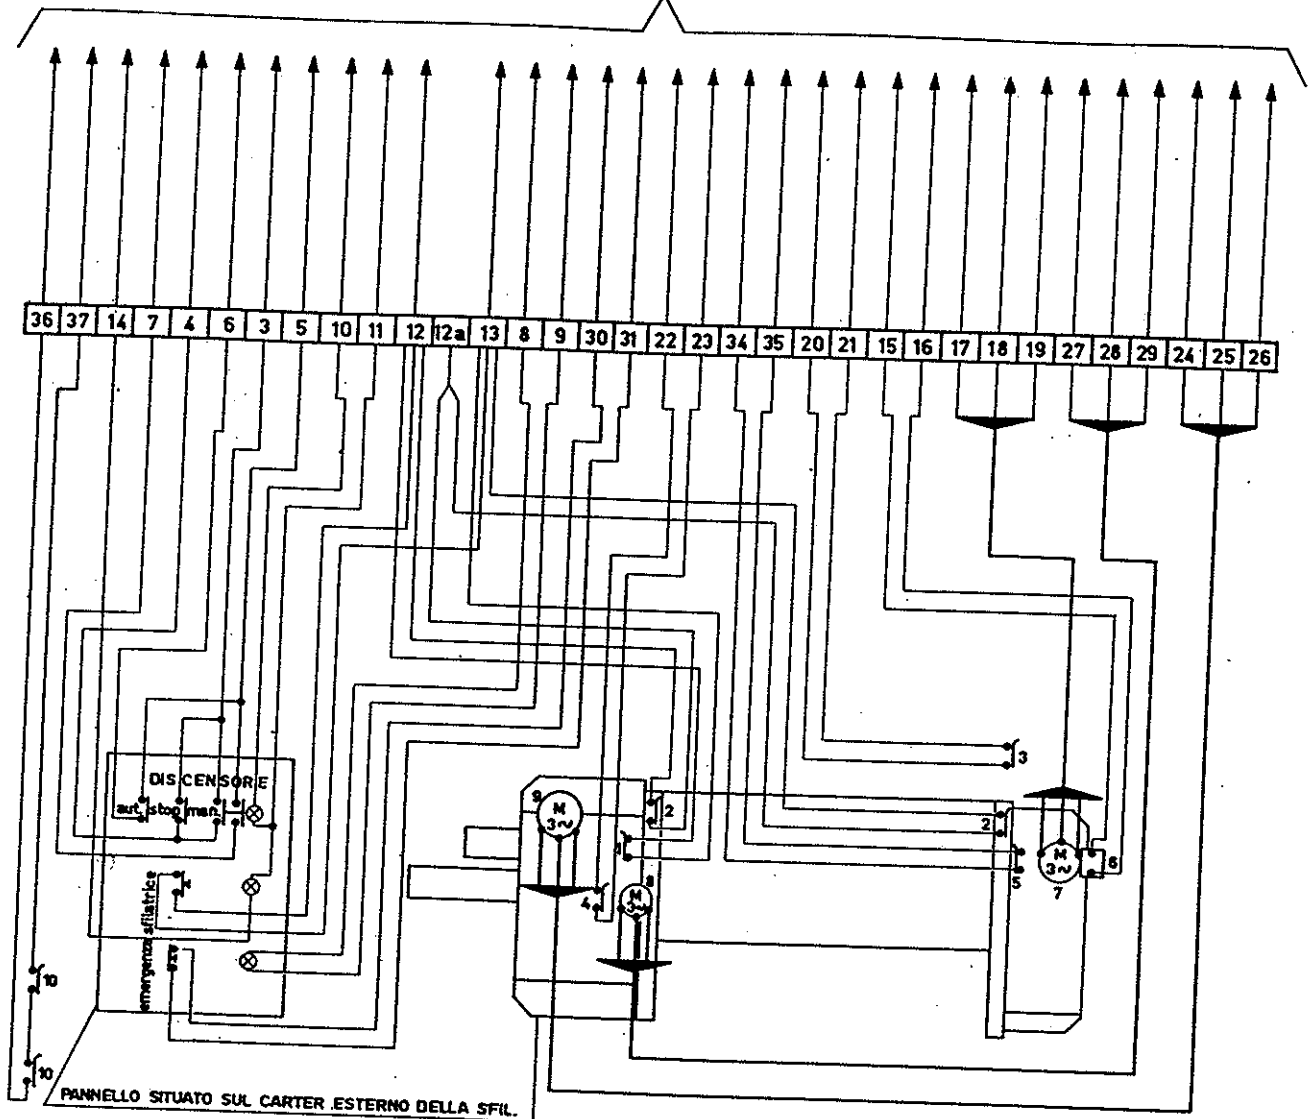 36 37 14 7 4 6 3 5 10 11 12 12a 13 8 9 30 31 22 23 34 35 20 21 15 16 17 18 19 27 28 29 24 25 26
3
DISCENSORE
aut. stop man.
9
M
3~
2
2
1
M
3~
6
5
7
emergenza sfilatrice
4
8
M
3~
10
10
PANNELLO SITUATO SUL CARTER ESTERNO DELLA SFIL.